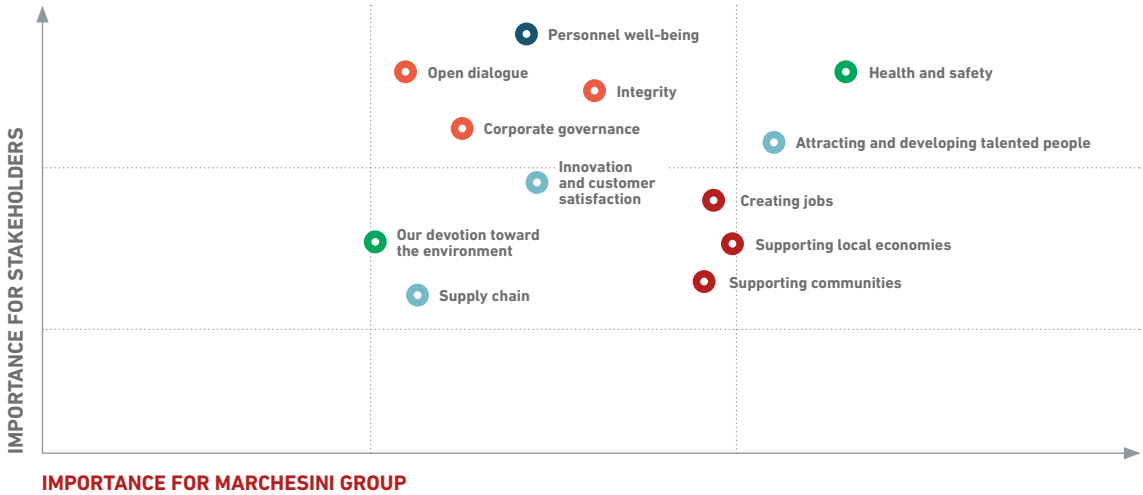 Personnel well-being
Open dialogue
Health and safety
Integrity
Corporate governance
Attracting and developing talented people
Innovation
and customer
satisfaction
Creating jobs
Our devotion toward
the environment
Supporting local economies
Supporting communities
Supply chain
IMPORTANCE FOR STAKEHOLDERS
IMPORTANCE FOR MARCHESINI GROUP